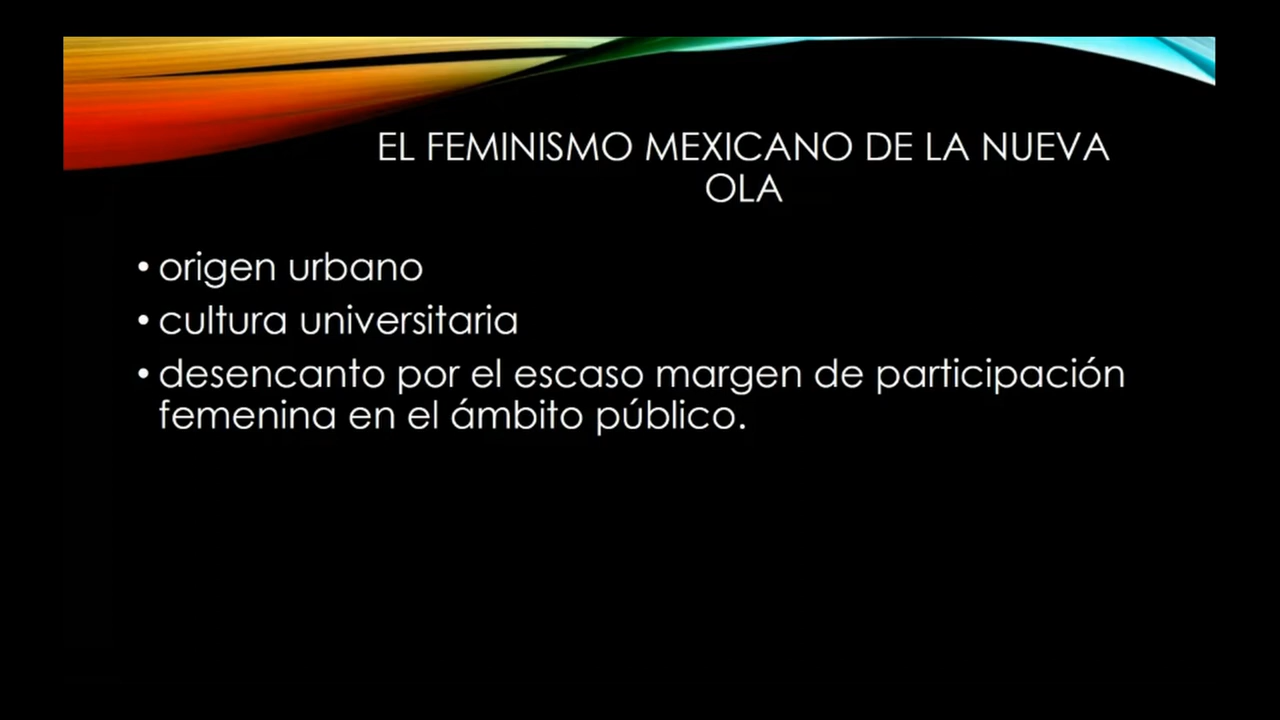 EL FEMINISMO MEXICANO DE LA NUEVA
OLA
• origen urbano
• cultura universitaria
• desencanto por el escaso margen de participación
femenina en el ámbito público.